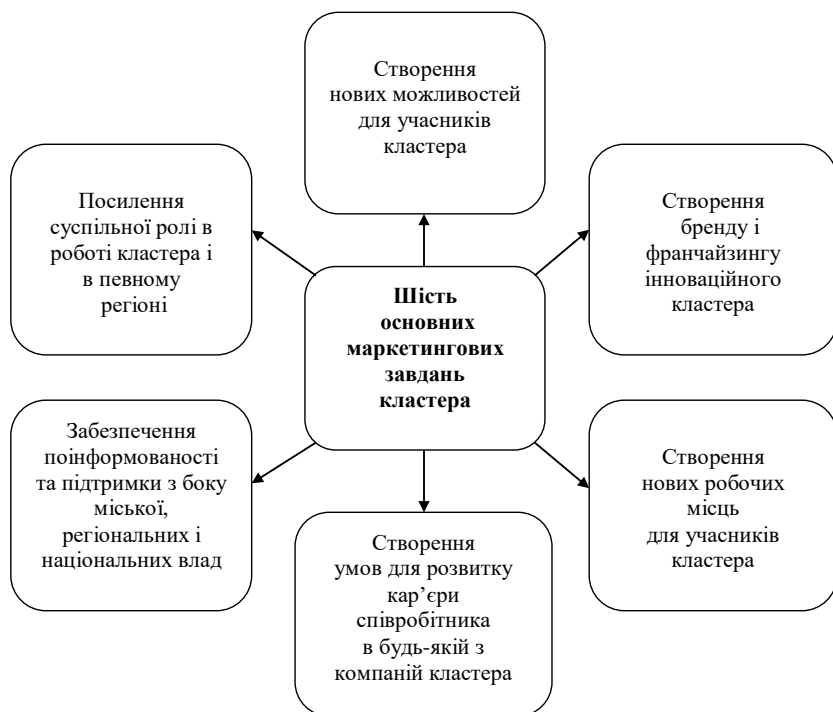 Створення
нових можливостей
для учасників
кластера
Посилення
суспільної ролі в
роботі кластера і
в певному
регіоні
Створення
бренду і
франчайзингу
інноваційного
кластера
Шість
основних
маркетингових
завдань
кластера
Забезпечення
поінформованості
та підтримки з боку
міської,
регіональних і
національних влад
Створення
нових робочих
місць
для учасників
кластера
Створення
умов для розвитку
кар’єри
співробітника
в будь-якій з
компаній кластера